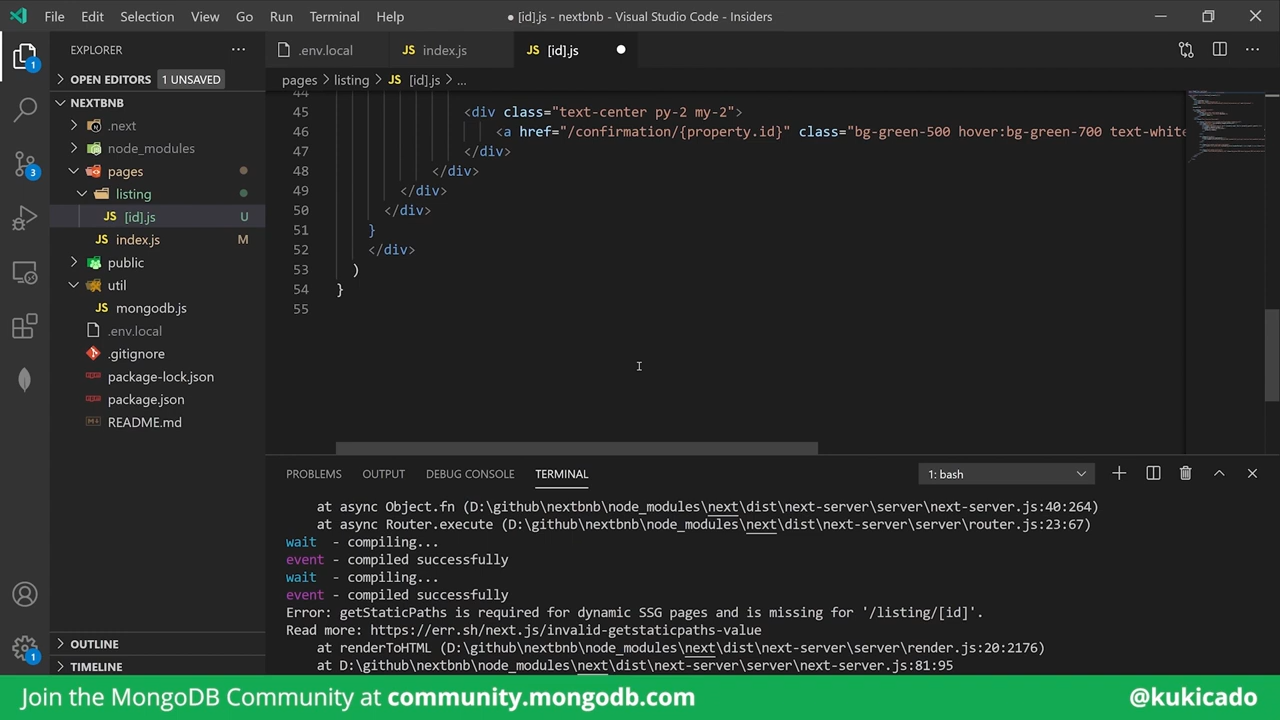 File Edit Selection View Go Run Terminal Help
● [id].js - nextbnb - Visual Studio Code - Insiders
EXPLORER
OPEN EDITORS 1 UNSAVED
NEXTBNB
.next
node_modules
pages
listing
JS [id].js U
JS index.js M
public
util
JS mongodb.js
.env.local
.gitignore
package-lock.json
package.json
README.md
OUTLINE
TIMELINE
1
3
1
.env.local JS index.js JS [id].js
pages > listing > JS [id].js > ...
44
45 <div class="text-center py-2 my-2">
46 <a href="/confirmation/{property.id}" class="bg-green-500 hover:bg-green-700 text-white
47 </div>
48 </div>
49 </div>
50 </div>
51 }
52 </div>
53 )
54 }
55
PROBLEMS OUTPUT DEBUG CONSOLE TERMINAL 1: bash
at async Object.fn (D:\github\nextbnb\node_modules\next\dist\next-server\server\next-server.js:40:264)
at async Router.execute (D:\github\nextbnb\node_modules\next\dist\next-server\server\router.js:23:67)
wait - compiling...
event - compiled successfully
wait - compiling...
event - compiled successfully
Error: getStaticPaths is required for dynamic SSG pages and is missing for '/listing/[id]'.
Read more: https://err.sh/next.js/invalid-getstaticpaths-value
at renderToHTML (D:\github\nextbnb\node_modules\next\dist\next-server\server\render.js:20:2176)
at D:\github\nextbnb\node_modules\next\dist\next-server\server\next-server.js:81:95
Join the MongoDB Community at community.mongodb.com
@kukicado